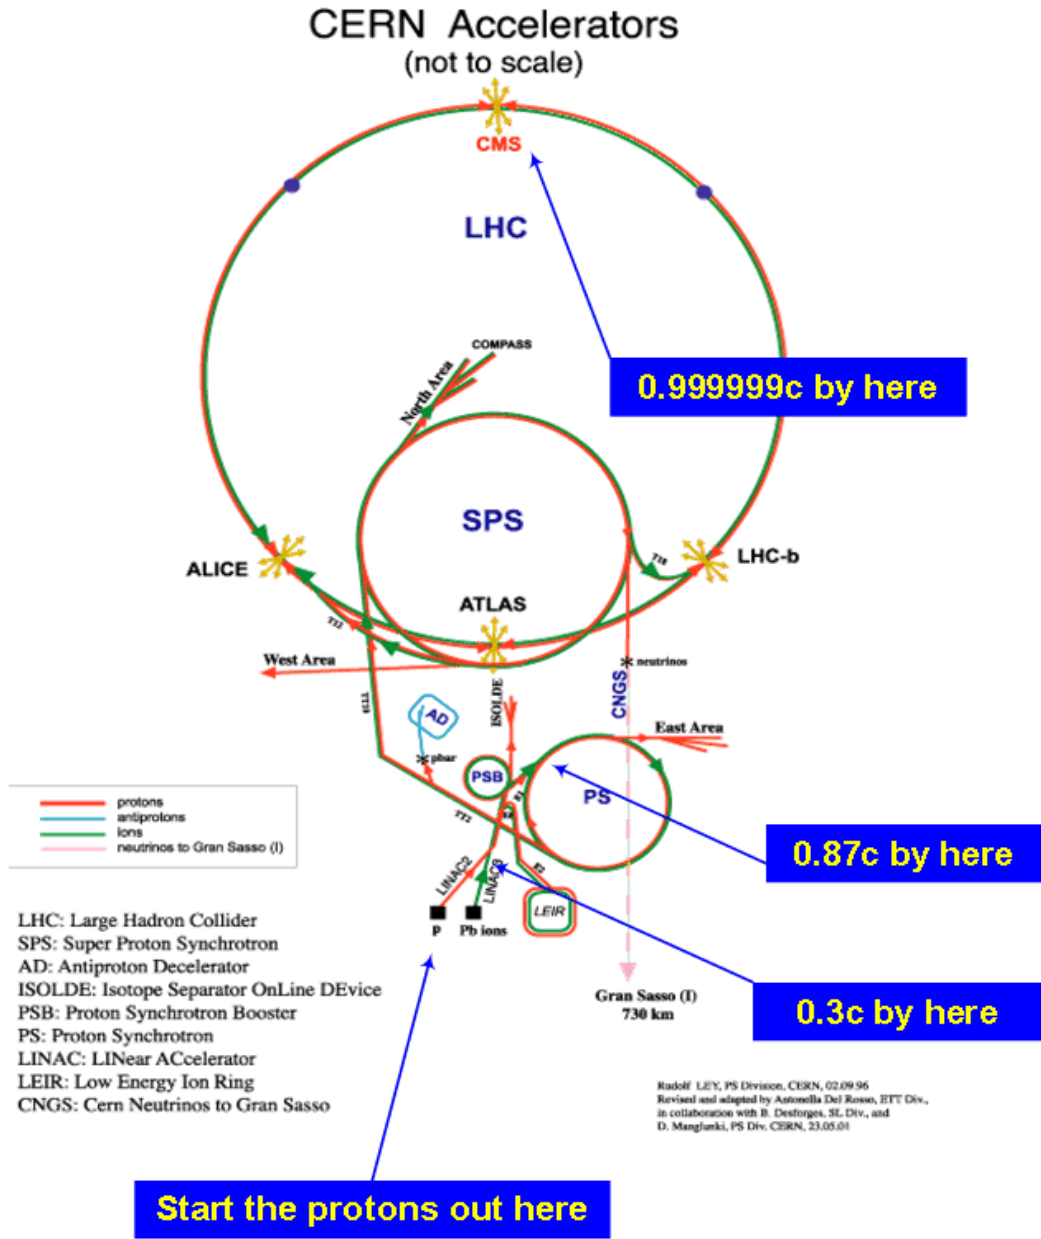 CERN Accelerators
(not to scale)
CMS
LHC
COMPASS
North Area
0.999999c by here
SPS
TI8
LHC-b
ALICE
ATLAS
TI2
West Area
neutrinos
CNGS
ISOLDE
TT10
East Area
AD
pbar
PSB
PS
E1
TT2
protons
antiprotons
ions
neutrinos to Gran Sasso (I)
0.87c by here
LINAC2
LINAC3
E2
LEIR
p
Pb ions
LHC: Large Hadron Collider
SPS: Super Proton Synchrotron
AD: Antiproton Decelerator
ISOLDE: Isotope Separator OnLine DEvice
PSB: Proton Synchrotron Booster
PS: Proton Synchrotron
LINAC: LINear ACcelerator
LEIR: Low Energy Ion Ring
CNGS: Cern Neutrinos to Gran Sasso
Gran Sasso (I)
730 km
0.3c by here
Rudolf LEY, PS Division, CERN, 02.09.96
Revised and adapted by Antonella Del Rosso, ETT Div.,
in collaboration with B. Desforges, SL Div., and
D. Manglunki, PS Div. CERN, 23.05.01
Start the protons out here